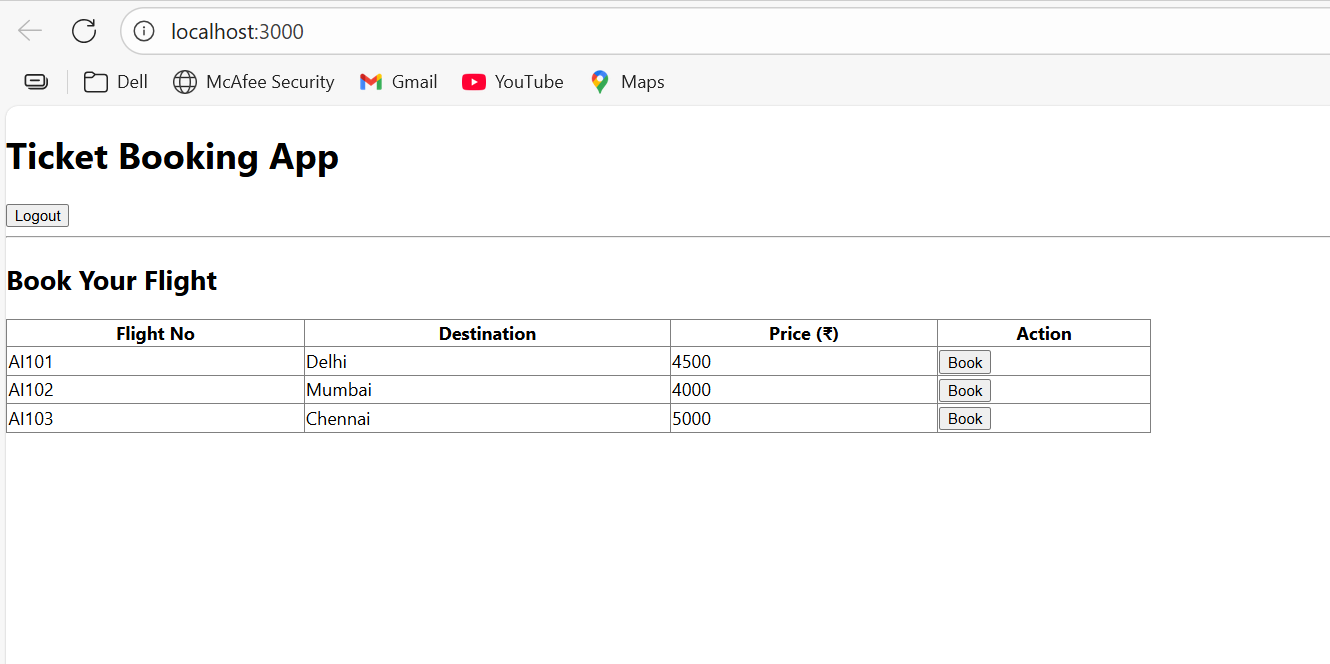 localhost:3000
Dell McAfee Security Gmail YouTube Maps
Ticket Booking App
Logout
Book Your Flight
Flight No Destination Price (₹) Action
AI101 Delhi 4500 Book
AI102 Mumbai 4000 Book
AI103 Chennai 5000 Book